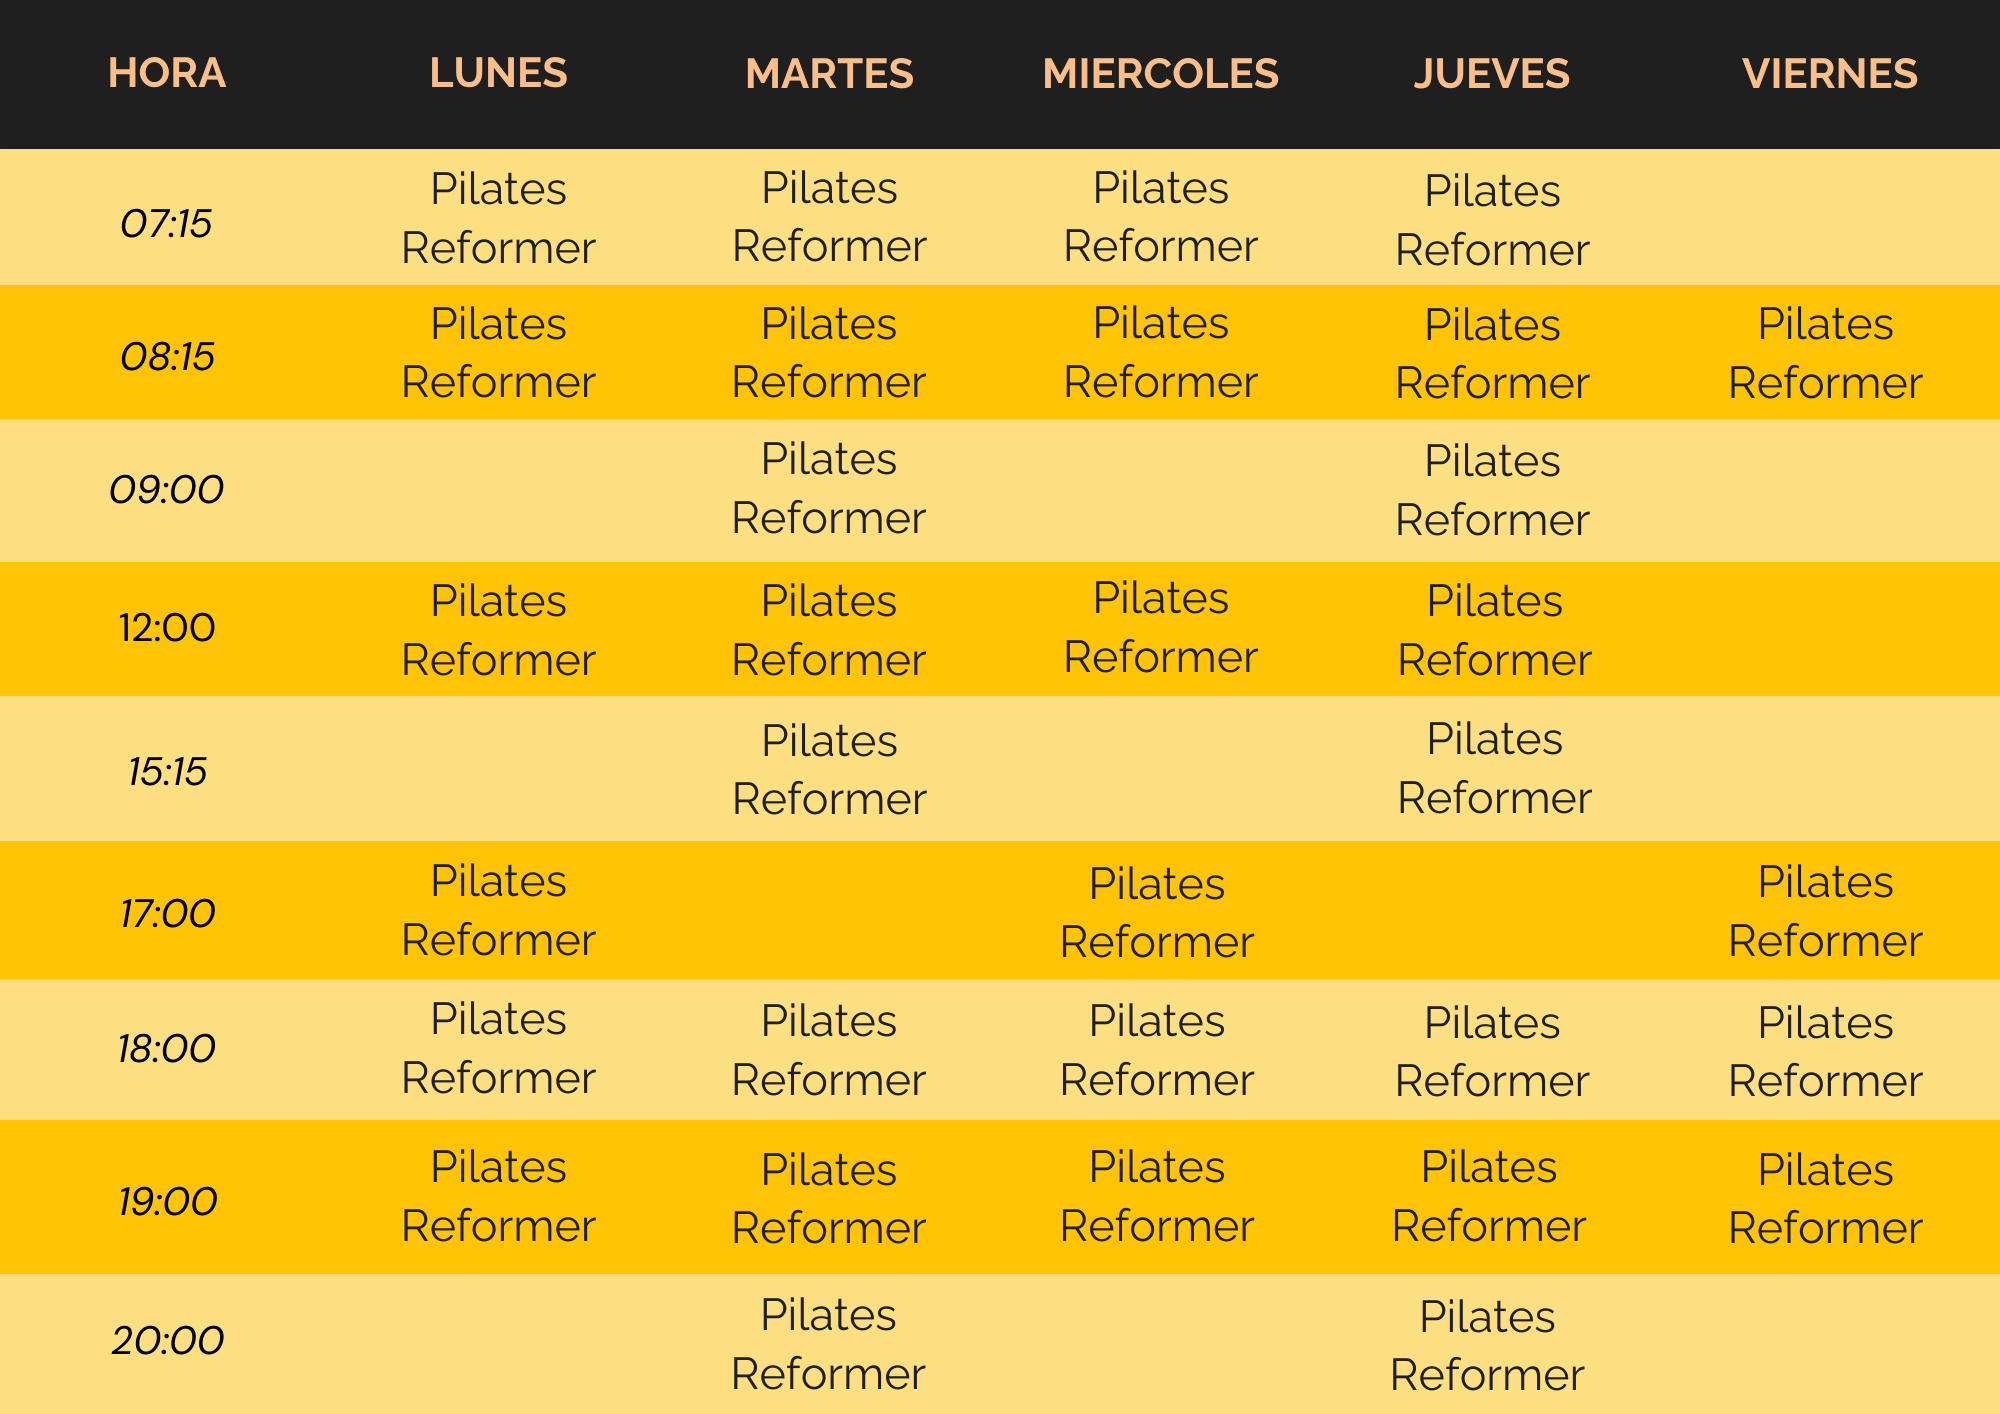 HORA LUNES MARTES MIERCOLES JUEVES VIERNES
07:15 Pilates Reformer Pilates Reformer Pilates Reformer Pilates Reformer
08:15 Pilates Reformer Pilates Reformer Pilates Reformer Pilates Reformer Pilates Reformer
09:00 Pilates Reformer Pilates Reformer
12:00 Pilates Reformer Pilates Reformer Pilates Reformer Pilates Reformer
15:15 Pilates Reformer Pilates Reformer
17:00 Pilates Reformer Pilates Reformer Pilates Reformer
18:00 Pilates Reformer Pilates Reformer Pilates Reformer Pilates Reformer Pilates Reformer
19:00 Pilates Reformer Pilates Reformer Pilates Reformer Pilates Reformer Pilates Reformer
20:00 Pilates Reformer Pilates Reformer